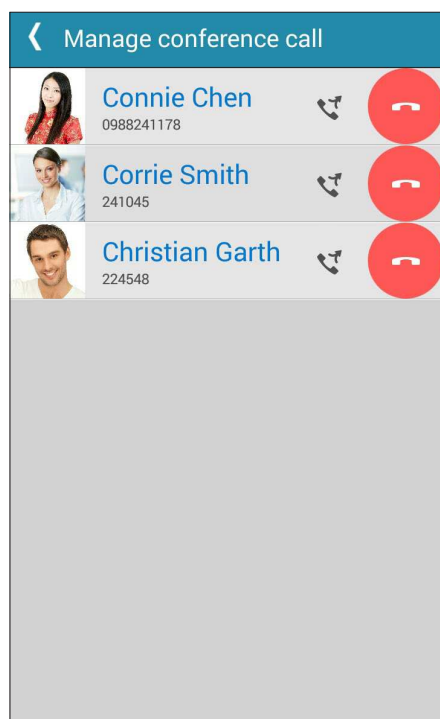 Manage conference call
Connie Chen
0988241178
Corrie Smith
241045
Christian Garth
224548